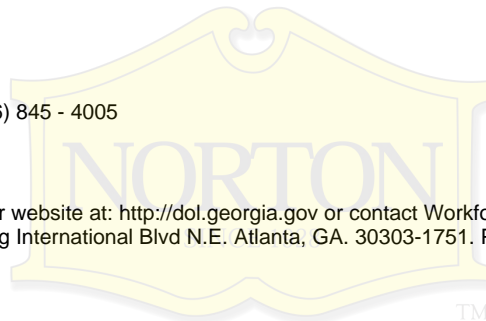 ) 845 - 4005
NORTON
r website at: http://dol.georgia.gov or contact Workfo
g International Blvd N.E. Atlanta, GA. 30303-1751.
TM